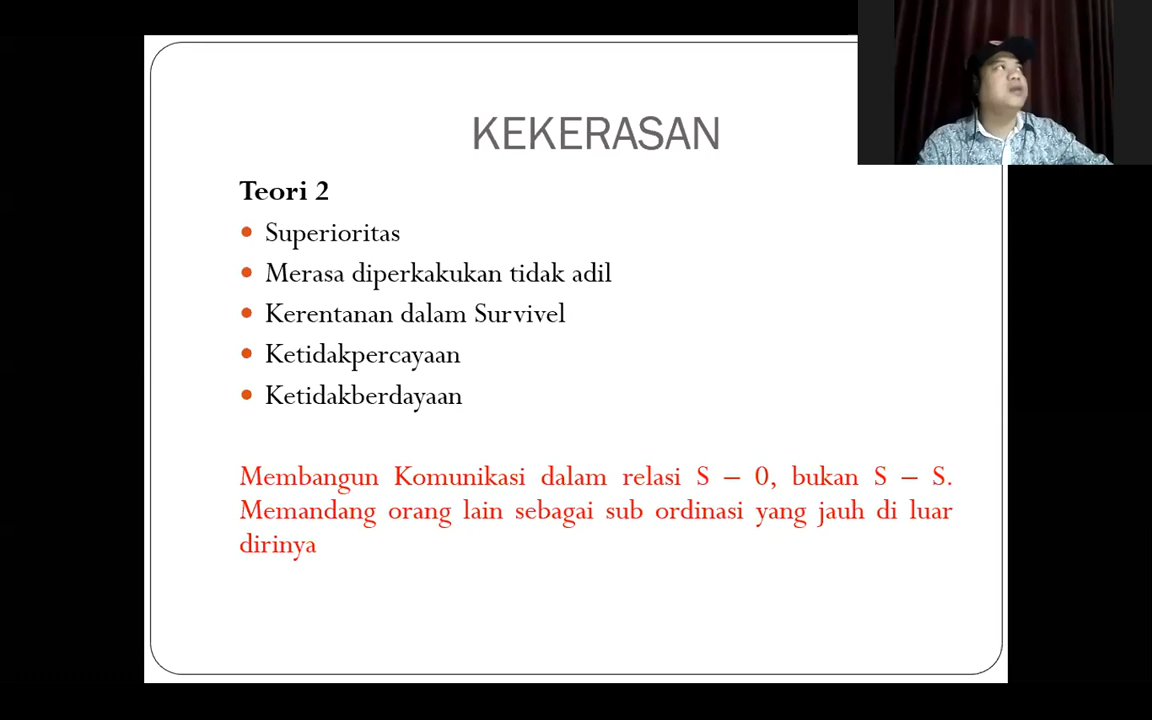 KEKERASAN
Teori 2
Superioritas
Merasa diperkakukan tidak adil
Kerentanan dalam Survivel
Ketidakpercayaan
Ketidakberdayaan
Membangun Komunikasi dalam relasi S – 0, bukan S – S.
Memandang orang lain sebagai sub ordinasi yang jauh di luar
dirinya